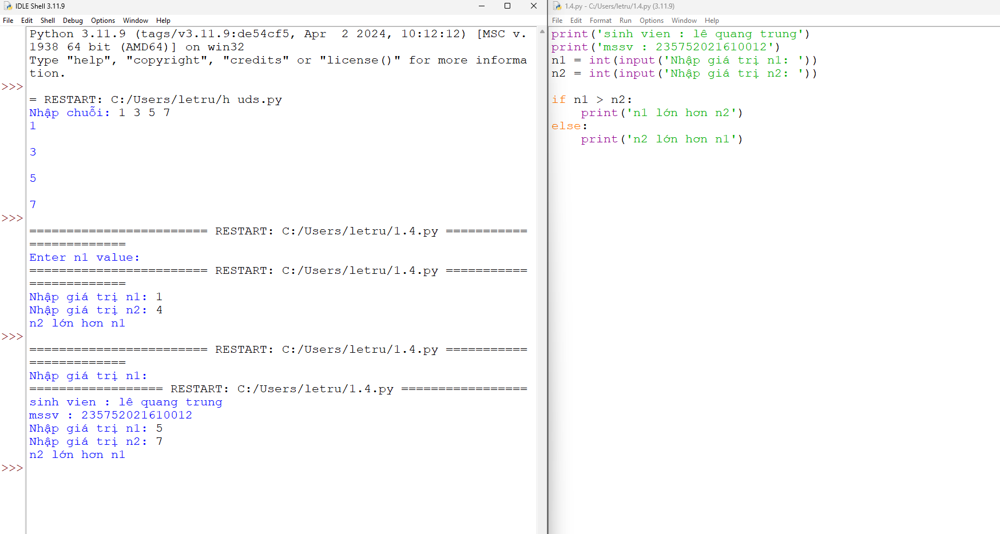 IDLE Shell 3.11.9
File Edit Shell Debug Options Window Help
Python 3.11.9 (tags/v3.11.9:de54cf5, Apr  2 2024, 10:12:12) [MSC v.
1938 64 bit (AMD64)] on win32
Type "help", "copyright", "credits" or "license()" for more informa
tion.
>>>
= RESTART: C:/Users/letru/h uds.py
Nhập chuỗi: 1 3 5 7
1
3
5
7
>>>
======================== RESTART: C:/Users/letru/1.4.py ===========
=============
Enter n1 value:
======================== RESTART: C:/Users/letru/1.4.py ===========
=============
Nhập giá trị n1: 1
Nhập giá trị n2: 4
n2 lớn hơn n1
>>>
======================== RESTART: C:/Users/letru/1.4.py ===========
=============
Nhập giá trị n1:
================== RESTART: C:/Users/letru/1.4.py =================
sinh vien : lê quang trung
mssv : 235752021610012
Nhập giá trị n1: 5
Nhập giá trị n2: 7
n2 lớn hơn n1
>>>
1.4.py - C:/Users/letru/1.4.py (3.11.9)
File Edit Format Run Options Window Help
print('sinh vien : lê quang trung')
print('mssv : 235752021610012')
n1 = int(input('Nhập giá trị n1: '))
n2 = int(input('Nhập giá trị n2: '))
if n1 > n2:
    print('n1 lớn hơn n2')
else:
    print('n2 lớn hơn n1')